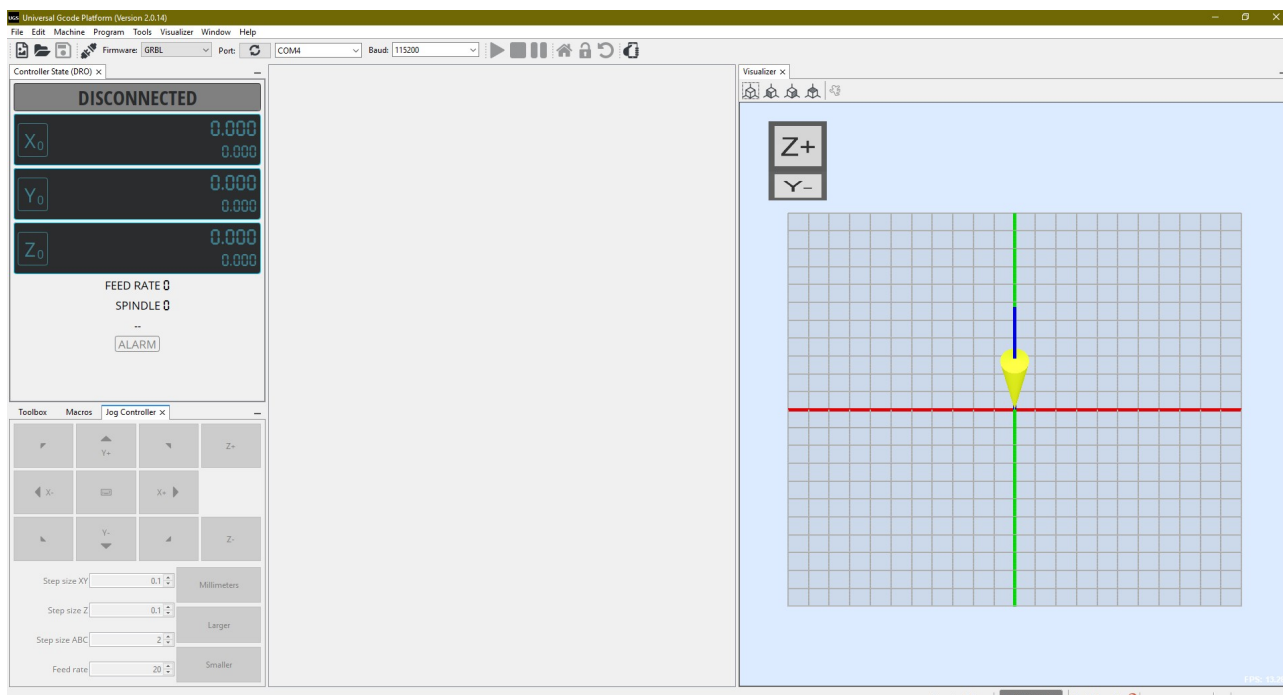 UGS Universal Gcode Platform (Version 2.0.14)
File Edit Machine Program Tools Visualizer Window Help
Firmware: GRBL Port: COM4 Baud: 115200
Controller State (DRO)
DISCONNECTED
X0 0.000
0.000
Y0 0.000
0.000
Z0 0.000
0.000
FEED RATE 0
SPINDLE 0
--
ALARM
Toolbox Macros Jog Controller
Y+ Z+
X- X+
Y- Z-
Step size XY 0.1 Millimeters
Step size Z 0.1
Larger
Step size ABC 2
Feed rate 20 Smaller
Visualizer
Z+
Y-